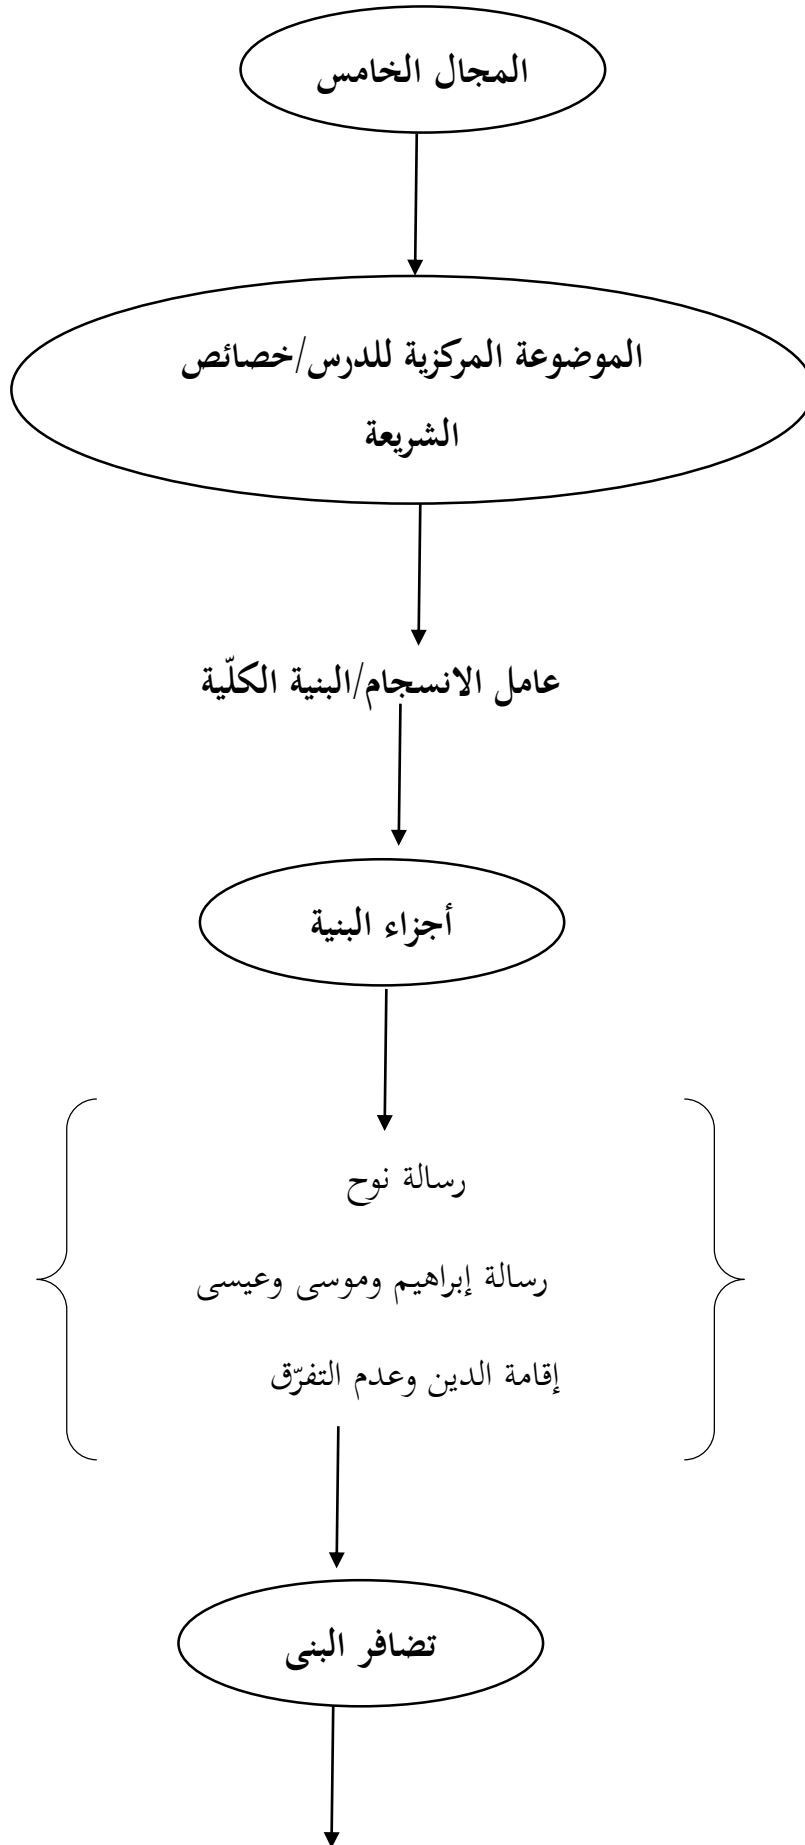 المجال الخامس
الموضوعة المركزية للدرس/خصائص
الشريعة
عامل الانسجام/البنية الكلّية
أجزاء البنية
رسالة نوح
رسالة إبراهيم وموسى وعيسى
إقامة الدين وعدم التفرّق
تضافر البنى